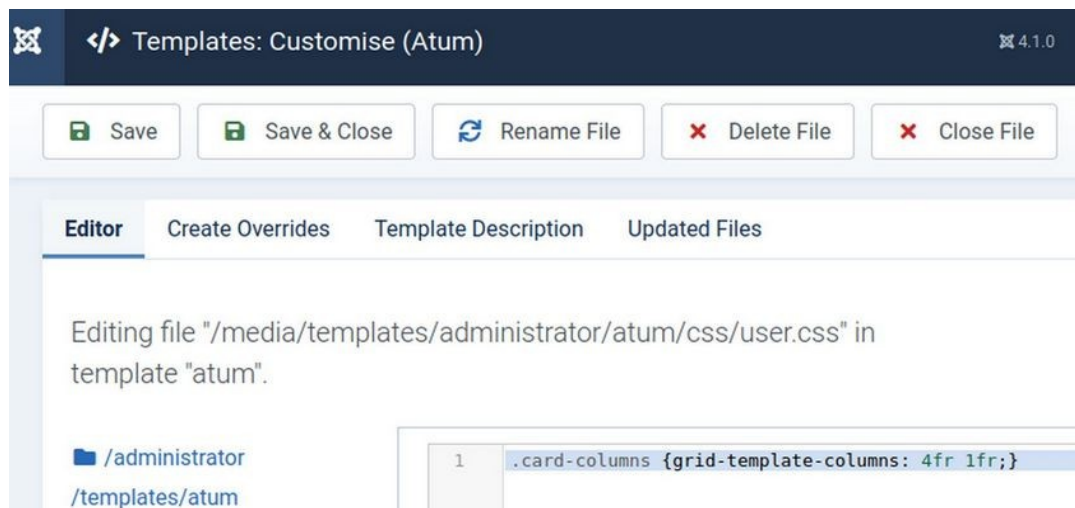 Templates: Customise (Atum)
4.1.0
Save
Save & Close
Rename File
Delete File
Close File
Editor
Create Overrides
Template Description
Updated Files
Editing file "/media/templates/administrator/atum/css/user.css" in
template "atum".
/administrator
/templates/atum
1
.card-columns {grid-template-columns: 4fr 1fr;}